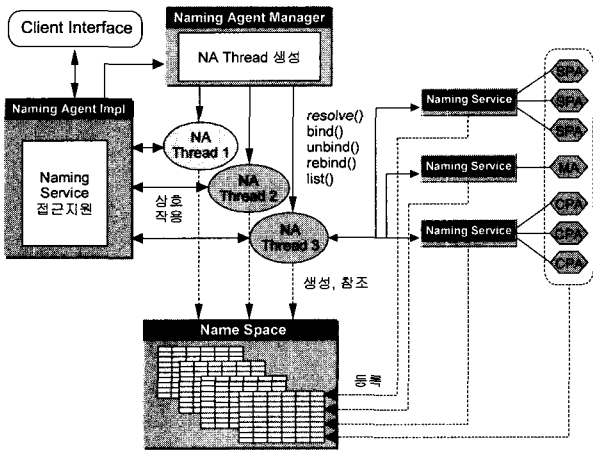 Client Interface
Naming Agent Manager
NA Thread 생성
Naming Agent Impl
Naming
Service
접근지원
NA
Thread 1
NA
Thread 2
NA
Thread 3
상호
작용
resolve()
bind()
unbind()
rebind()
list()
Naming Service
Naming Service
Naming Service
SPA
SPA
SPA
MA
CPA
CPA
CPA
생성, 참조
Name Space
등록